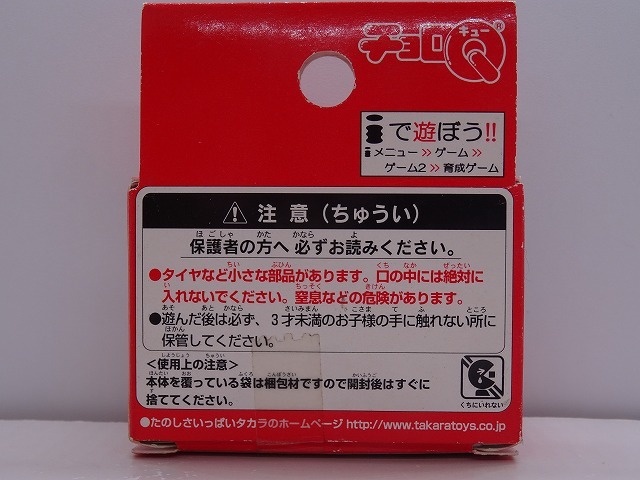 チョロQ®
キュー
iで遊ぼう!!
iメニュー≫ゲーム≫
ゲーム2≫育成ゲーム
⚠注意(ちゅうい)
保護者の方へ必ずお読みください。
●タイヤなど小さな部品があります。口の中には絶対に
入れないでください。窒息などの危険があります。
●遊んだ後は必ず、3才未満のお子様の手に触れない所に
保管してください。
<使用上の注意>
本体を覆っている袋は梱包材ですので開封後はすぐに
捨ててください。
くちにいれない
●たのしさいっぱいタカラのホームページ http://www.takaratoys.co.jp